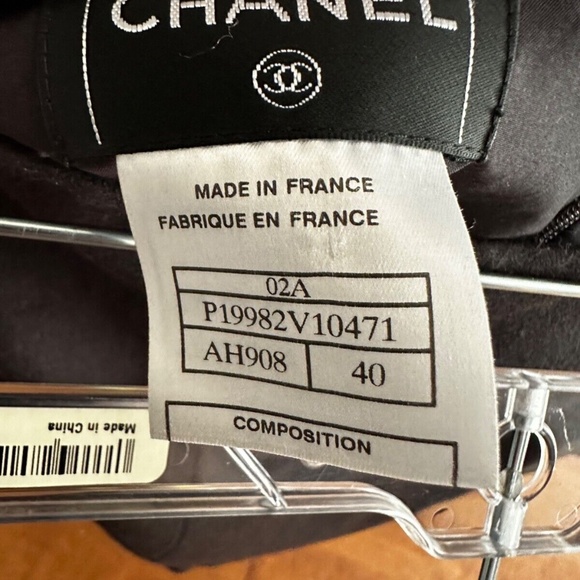 CHANEL
MADE IN FRANCE
FABRIQUE EN FRANCE
02A
P19982V10471
AH908 40
COMPOSITION
Made in China